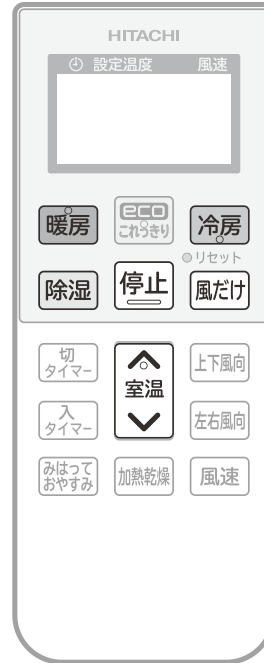 HITACHI
設定温度 風速
暖房
eco
これっきり
冷房
リセット
除湿
停止
風だけ
切
タイマー
室温
上下風向
入
タイマー
左右風向
みはって
おやすみ
加熱乾燥
風速